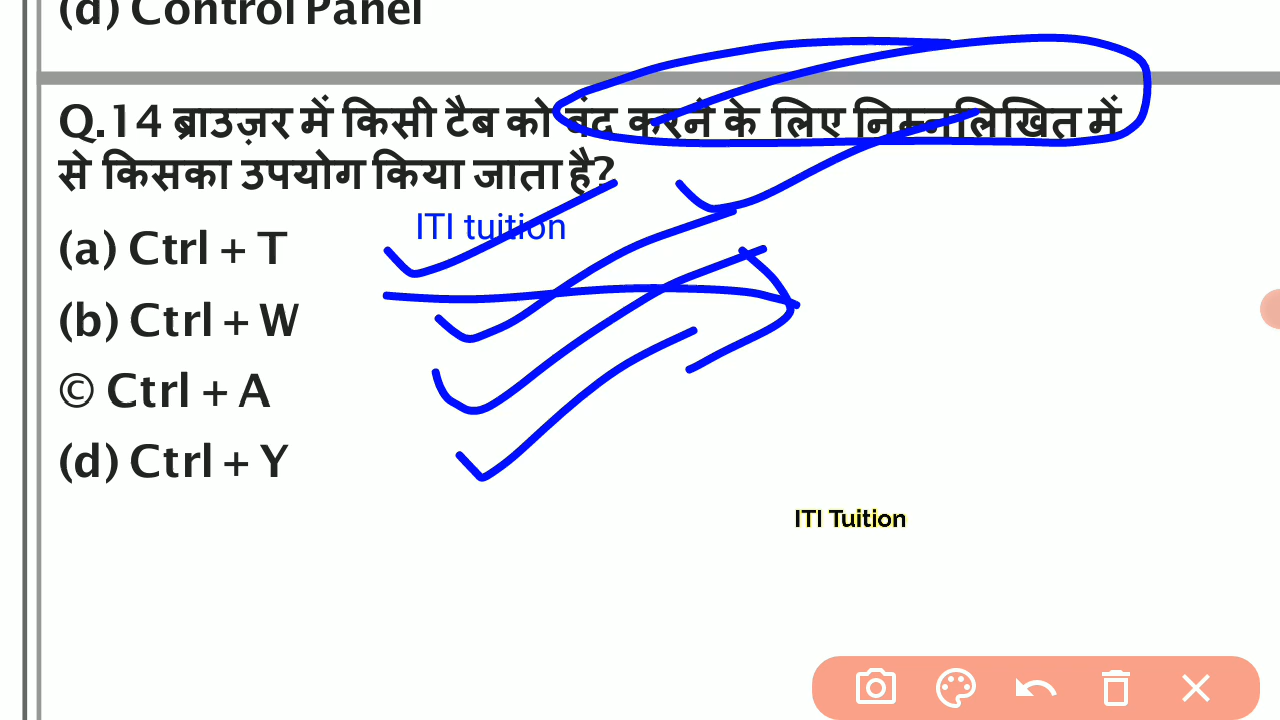 (d) Control Panel
Q.14 ब्राउज़र में किसी टैब को बंद करने के लिए निम्नलिखित में
से किसका उपयोग किया जाता है?
ITI tuition
(a) Ctrl + T
(b) Ctrl + W
© Ctrl + A
(d) Ctrl + Y
ITI Tuition